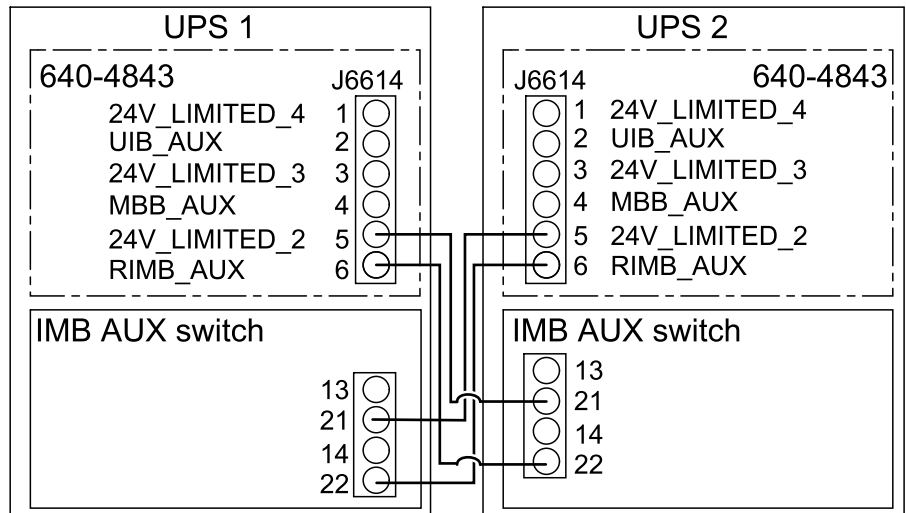 UPS 1
640-4843
J6614
24V_LIMITED_4 1
UIB_AUX 2
24V_LIMITED_3 3
MBB_AUX 4
24V_LIMITED_2 5
RIMB_AUX 6
IMB AUX switch
13
21
14
22
UPS 2
J6614
640-4843
1 24V_LIMITED_4
2 UIB_AUX
3 24V_LIMITED_3
4 MBB_AUX
5 24V_LIMITED_2
6 RIMB_AUX
IMB AUX switch
13
21
14
22